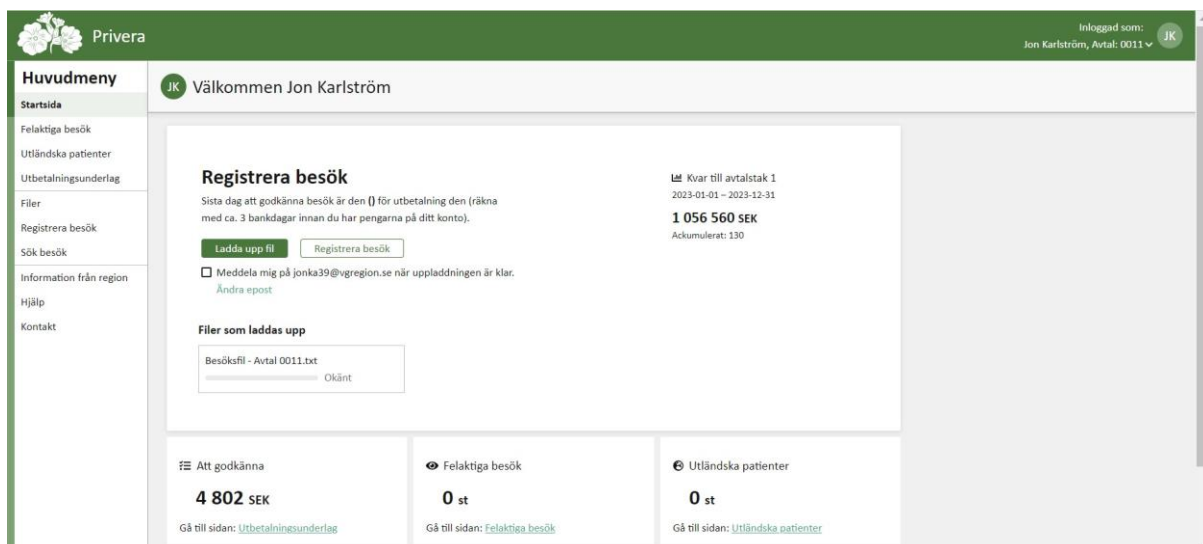 Privera
Inloggad som:
Jon Karlström, Avtal: 0011
JK
Huvudmeny
Startsida
Felaktiga besök
Utländska patienter
Utbetalningsunderlag
Filer
Registrera besök
Sök besök
Information från region
Hjälp
Kontakt
JK Välkommen Jon Karlström
Registrera besök
Sista dag att godkänna besök är den () för utbetalning den (räkna
med ca. 3 bankdagar innan du har pengarna på ditt konto).
Ladda upp fil Registrera besök
Meddela mig på jonka39@vgregion.se när uppladdningen är klar.
Ändra epost
Filer som laddas upp
Besöksfil - Avtal 0011.txt
Okänt
Kvar till avtalstak 1
2023-01-01 – 2023-12-31
1 056 560 SEK
Ackumulerat: 130
Att godkänna
4 802 SEK
Gå till sidan: Utbetalningsunderlag
Felaktiga besök
0 st
Gå till sidan: Felaktiga besök
Utländska patienter
0 st
Gå till sidan: Utländska patienter